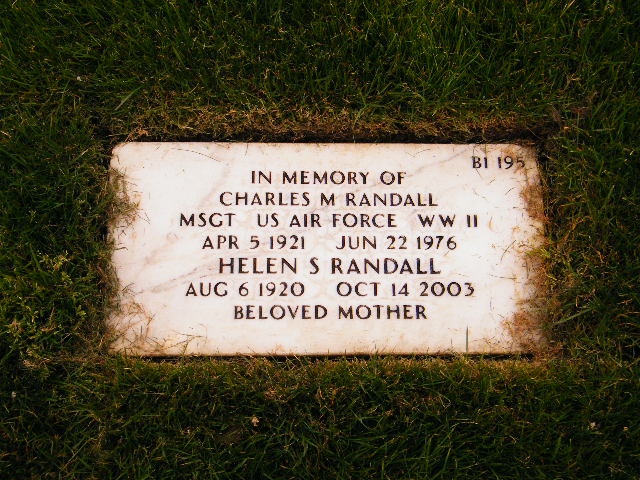 B1 195
IN MEMORY OF
CHARLES M RANDALL
MSGT US AIR FORCE WW II
APR 5 1921 JUN 22 1976
HELEN S RANDALL
AUG 6 1920 OCT 14 2003
BELOVED MOTHER